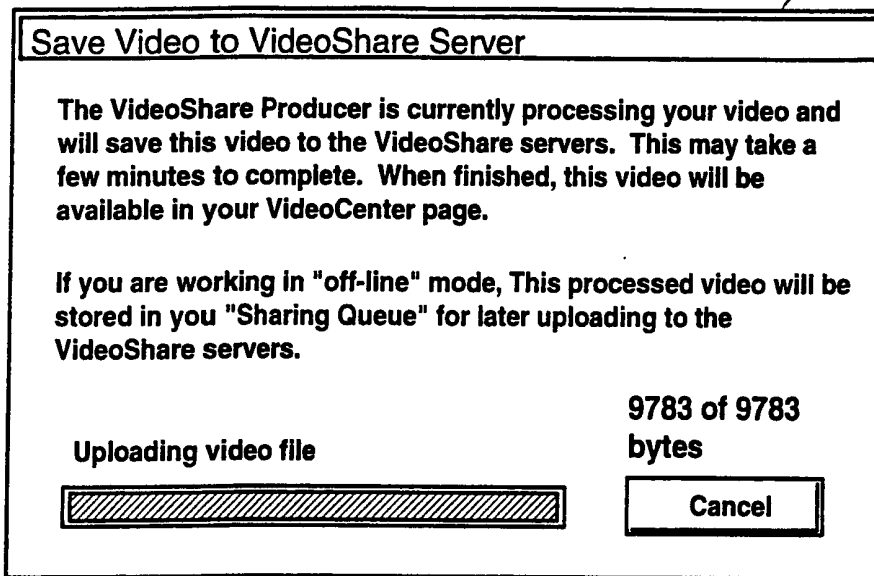 Save Video to VideoShare Server
The VideoShare Producer is currently processing your video and
will save this video to the VideoShare servers. This may take a
few minutes to complete. When finished, this video will be
available in your VideoCenter page.
If you are working in "off-line" mode, This processed video will be
stored in you "Sharing Queue" for later uploading to the
VideoShare servers.
9783 of 9783
bytes
Uploading video file
Cancel